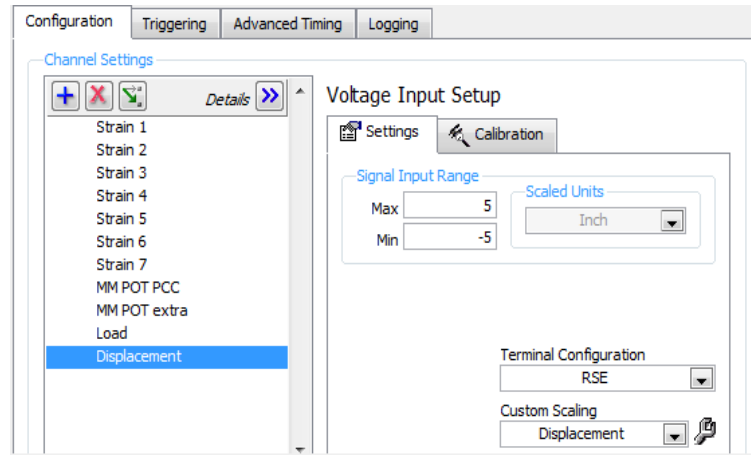 Configuration Triggering Advanced Timing Logging
Channel Settings
Details
Strain 1
Strain 2
Strain 3
Strain 4
Strain 5
Strain 6
Strain 7
MM POT PCC
MM POT extra
Load
Displacement
Voltage Input Setup
Settings Calibration
Signal Input Range
Scaled Units
Max 5
Inch
Min -5
Terminal Configuration
RSE
Custom Scaling
Displacement